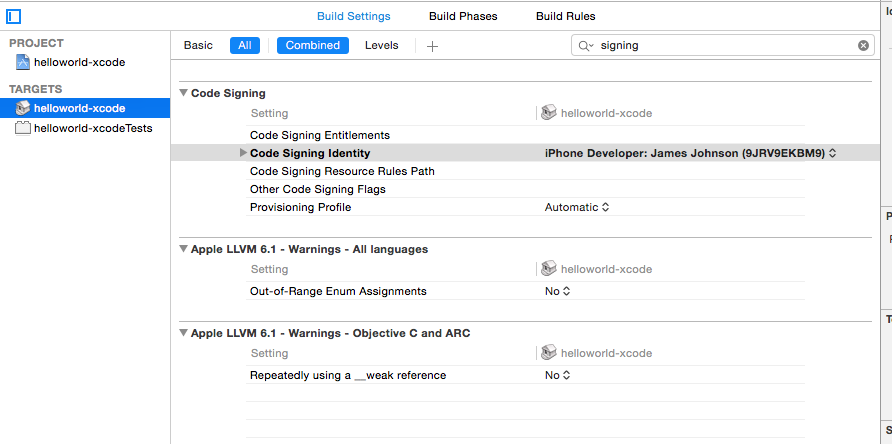 Build Settings Build Phases Build Rules
PROJECT
helloworld-xcode
TARGETS
helloworld-xcode
helloworld-xcodeTests
Basic All Combined Levels + signing
Code Signing
Setting helloworld-xcode
Code Signing Entitlements
Code Signing Identity iPhone Developer: James Johnson (9JRV9EKBM9)
Code Signing Resource Rules Path
Other Code Signing Flags
Provisioning Profile Automatic
Apple LLVM 6.1 - Warnings - All languages
Setting helloworld-xcode
Out-of-Range Enum Assignments No
Apple LLVM 6.1 - Warnings - Objective C and ARC
Setting helloworld-xcode
Repeatedly using a __weak reference No